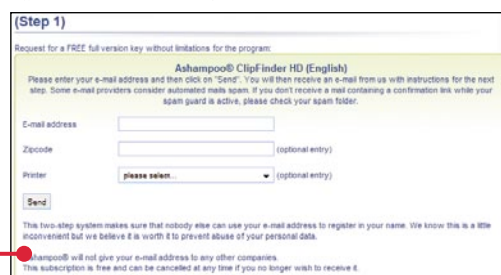 (Step 1)
Request for a FREE full version key without limitations for the program:
Ashampoo® ClipFinder HD (English)
Please enter your e-mail address and then click on "Send". You will then receive an e-mail from us with instructions for the next
step. Some e-mail providers consider automated mails spam. If you don't receive a mail containing a confirmation link while your
spam guard is active, please check your spam folder.
E-mail address
Zipcode (optional entry)
Printer please selem... (optional entry)
Send
This two-step system makes sure that nobody else can use your e-mail address to register in your name. We know this is a little
inconvenient but we believe it is worth it to prevent abuse of your personal data.
shampoo® will not give your e-mail address to any other companies.
This subscription is free and can be cancelled at any time if you no longer wish to receive it.